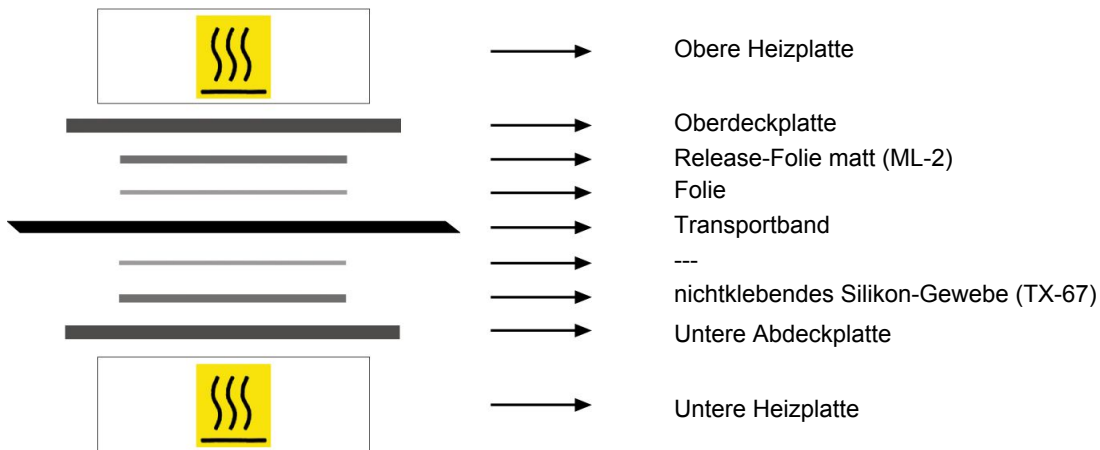 Obere Heizplatte
Oberdeckplatte
Release-Folie matt (ML-2)
Folie
Transportband
---
nichtklebendes Silikon-Gewebe (TX-67)
Untere Abdeckplatte
Untere Heizplatte